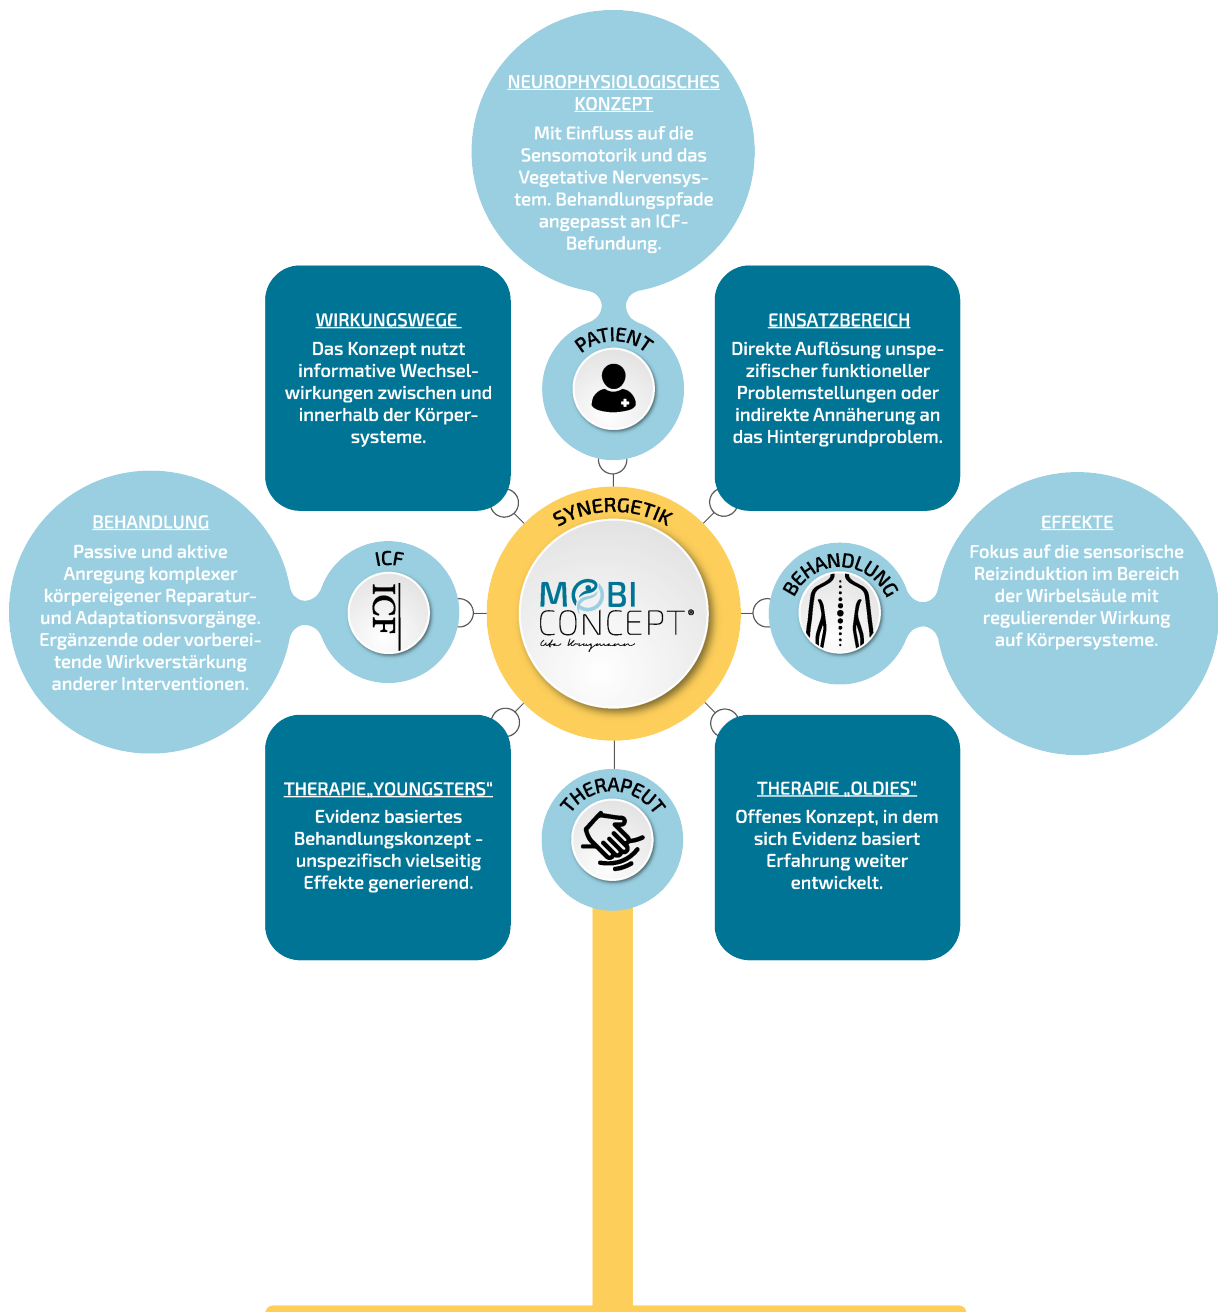 NEUROPHYSIOLOGISCHES
KONZEPT
Mit Einfluss auf die
Sensomotorik und das
Vegetative Nervensys-
tem. Behandlungspfade
angepasst an ICF-
Befundung.
WIRKUNGSWEGE
Das Konzept nutzt
informative Wechsel-
wirkungen zwischen und
innerhalb der Körper-
systeme.
PATIENT
EINSATZBEREICH
Direkte Auflösung unspe-
zifischer funktioneller
Problemstellungen oder
indirekte Annäherung an
das Hintergrundproblem.
BEHANDLUNG
Passive und aktive
Anregung komplexer
körpereigener Reparatur-
und Adaptationsvorgänge.
Ergänzende oder vorberei-
tende Wirkverstärkung
anderer Interventionen.
ICF
ICF
SYNERGETIK
MOBI
CONCEPT®
BEHANDLUNG
EFFEKTE
Fokus auf die sensorische
Reizinduktion im Bereich
der Wirbelsäule mit
regulierender Wirkung
auf Körpersysteme.
THERAPIE„YOUNGSTERS“
Evidenz basiertes
Behandlungskonzept -
unspezifisch vielseitig
Effekte generierend.
THERAPEUT
THERAPIE „OLDIES“
Offenes Konzept, in dem
sich Evidenz basiert
Erfahrung weiter
entwickelt.